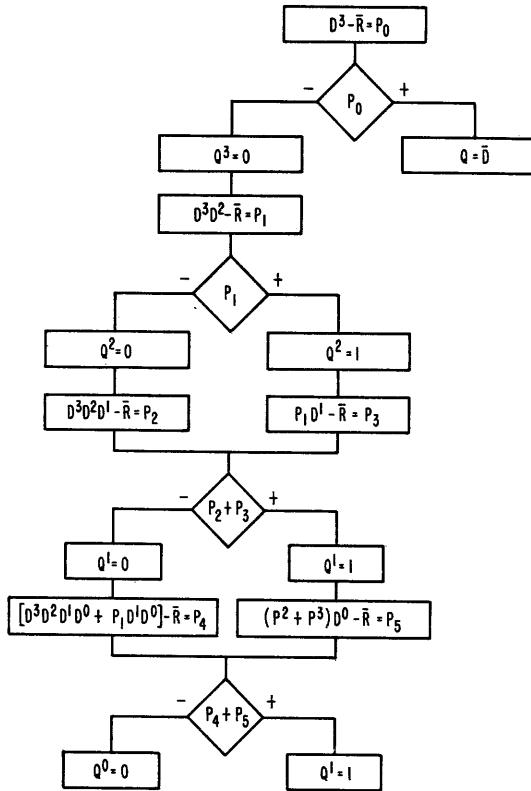 D³-R̄=P₀
- P₀ +
Q³=0 Q=D̄
D³D²-R̄=P₁
- P₁ +
Q²=0 Q²=1
D³D²D¹-R̄=P₂ P₁D¹-R̄=P₃
- P₂+P₃ +
Q¹=0 Q¹=1
[D³D²D¹D⁰+ P₁D¹D⁰]-R̄=P₄ (P²+P³)D⁰-R̄=P₅
- P₄+P₅ +
Q⁰=0 Q¹=1